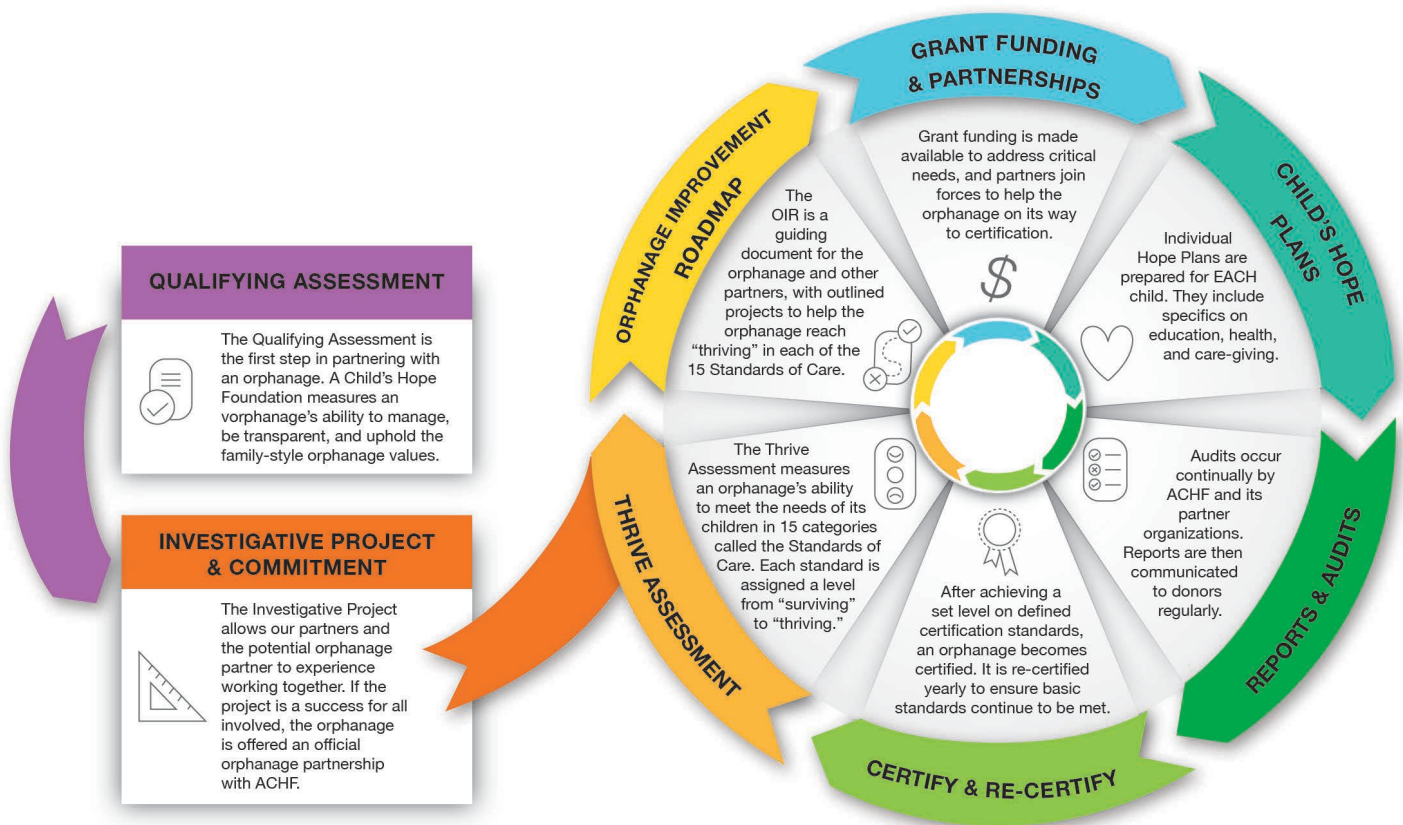 QUALIFYING ASSESSMENT
The Qualifying Assessment is
the first step in partnering with
an orphanage. A Child’s Hope
Foundation measures an
vorphanage’s ability to manage,
be transparent, and uphold the
family-style orphanage values.
INVESTIGATIVE PROJECT
& COMMITMENT
The Investigative Project
allows our partners and
the potential orphanage
partner to experience
working together. If the
project is a success for all
involved, the orphanage
is offered an official
orphanage partnership
with ACHF.
THRIVE ASSESSMENT
The Thrive
Assessment measures
an orphanage’s ability
to meet the needs of its
children in 15 categories
called the Standards of
Care. Each standard is
assigned a level
from “surviving”
to “thriving.”
ORPHANAGE IMPROVEMENT
ROADMAP
The
OIR is a
guiding
document for the
orphanage and other
partners, with outlined
projects to help the
orphanage reach
“thriving” in each of the
15 Standards of Care.
GRANT FUNDING
& PARTNERSHIPS
Grant funding is made
available to address critical
needs, and partners join
forces to help the
orphanage on its way
to certification.
$
CHILD’S HOPE
PLANS
Individual
Hope Plans are
prepared for EACH
child. They include
specifics on
education, health,
and care-giving.
REPORTS & AUDITS
Audits occur
continually by
ACHF and its
partner
organizations.
Reports are then
communicated
to donors
regularly.
CERTIFY & RE-CERTIFY
After achieving a
set level on defined
certification standards,
an orphanage becomes
certified. It is re-certified
yearly to ensure basic
standards continue to be met.